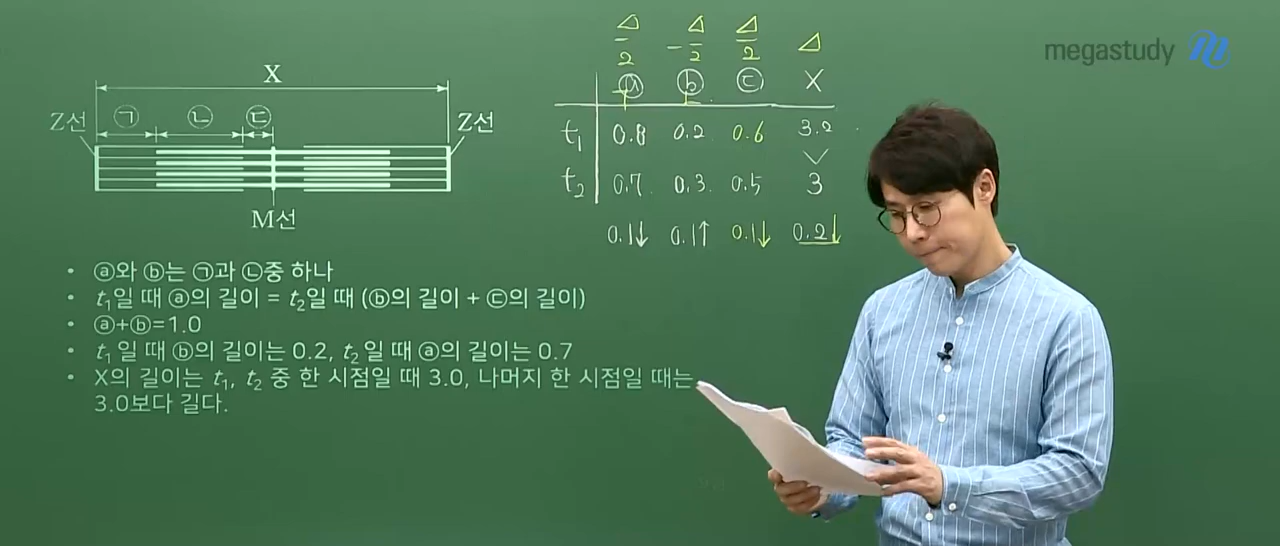 megastudy
X
Z선 ㉠ ㉡ ㉢ Z선
M선
△/2 -△/2 △/2 △
ⓐ ⓑ ㉢ X
t₁ 0.8 0.2 0.6 3.2
t₂ 0.7 0.3 0.5 3
0.1↓ 0.1↑ 0.1↓ 0.2↓
• ⓐ와 ⓑ는 ㉠과 ㉡중 하나
• t₁일 때 ⓐ의 길이 = t₂일 때 (ⓑ의 길이 + ㉢의 길이)
• ⓐ+ⓑ=1.0
• t₁ 일 때 ⓑ의 길이는 0.2, t₂ 일 때 ⓐ의 길이는 0.7
• X의 길이는 t₁, t₂ 중 한 시점일 때 3.0, 나머지 한 시점일 때는
3.0보다 길다.